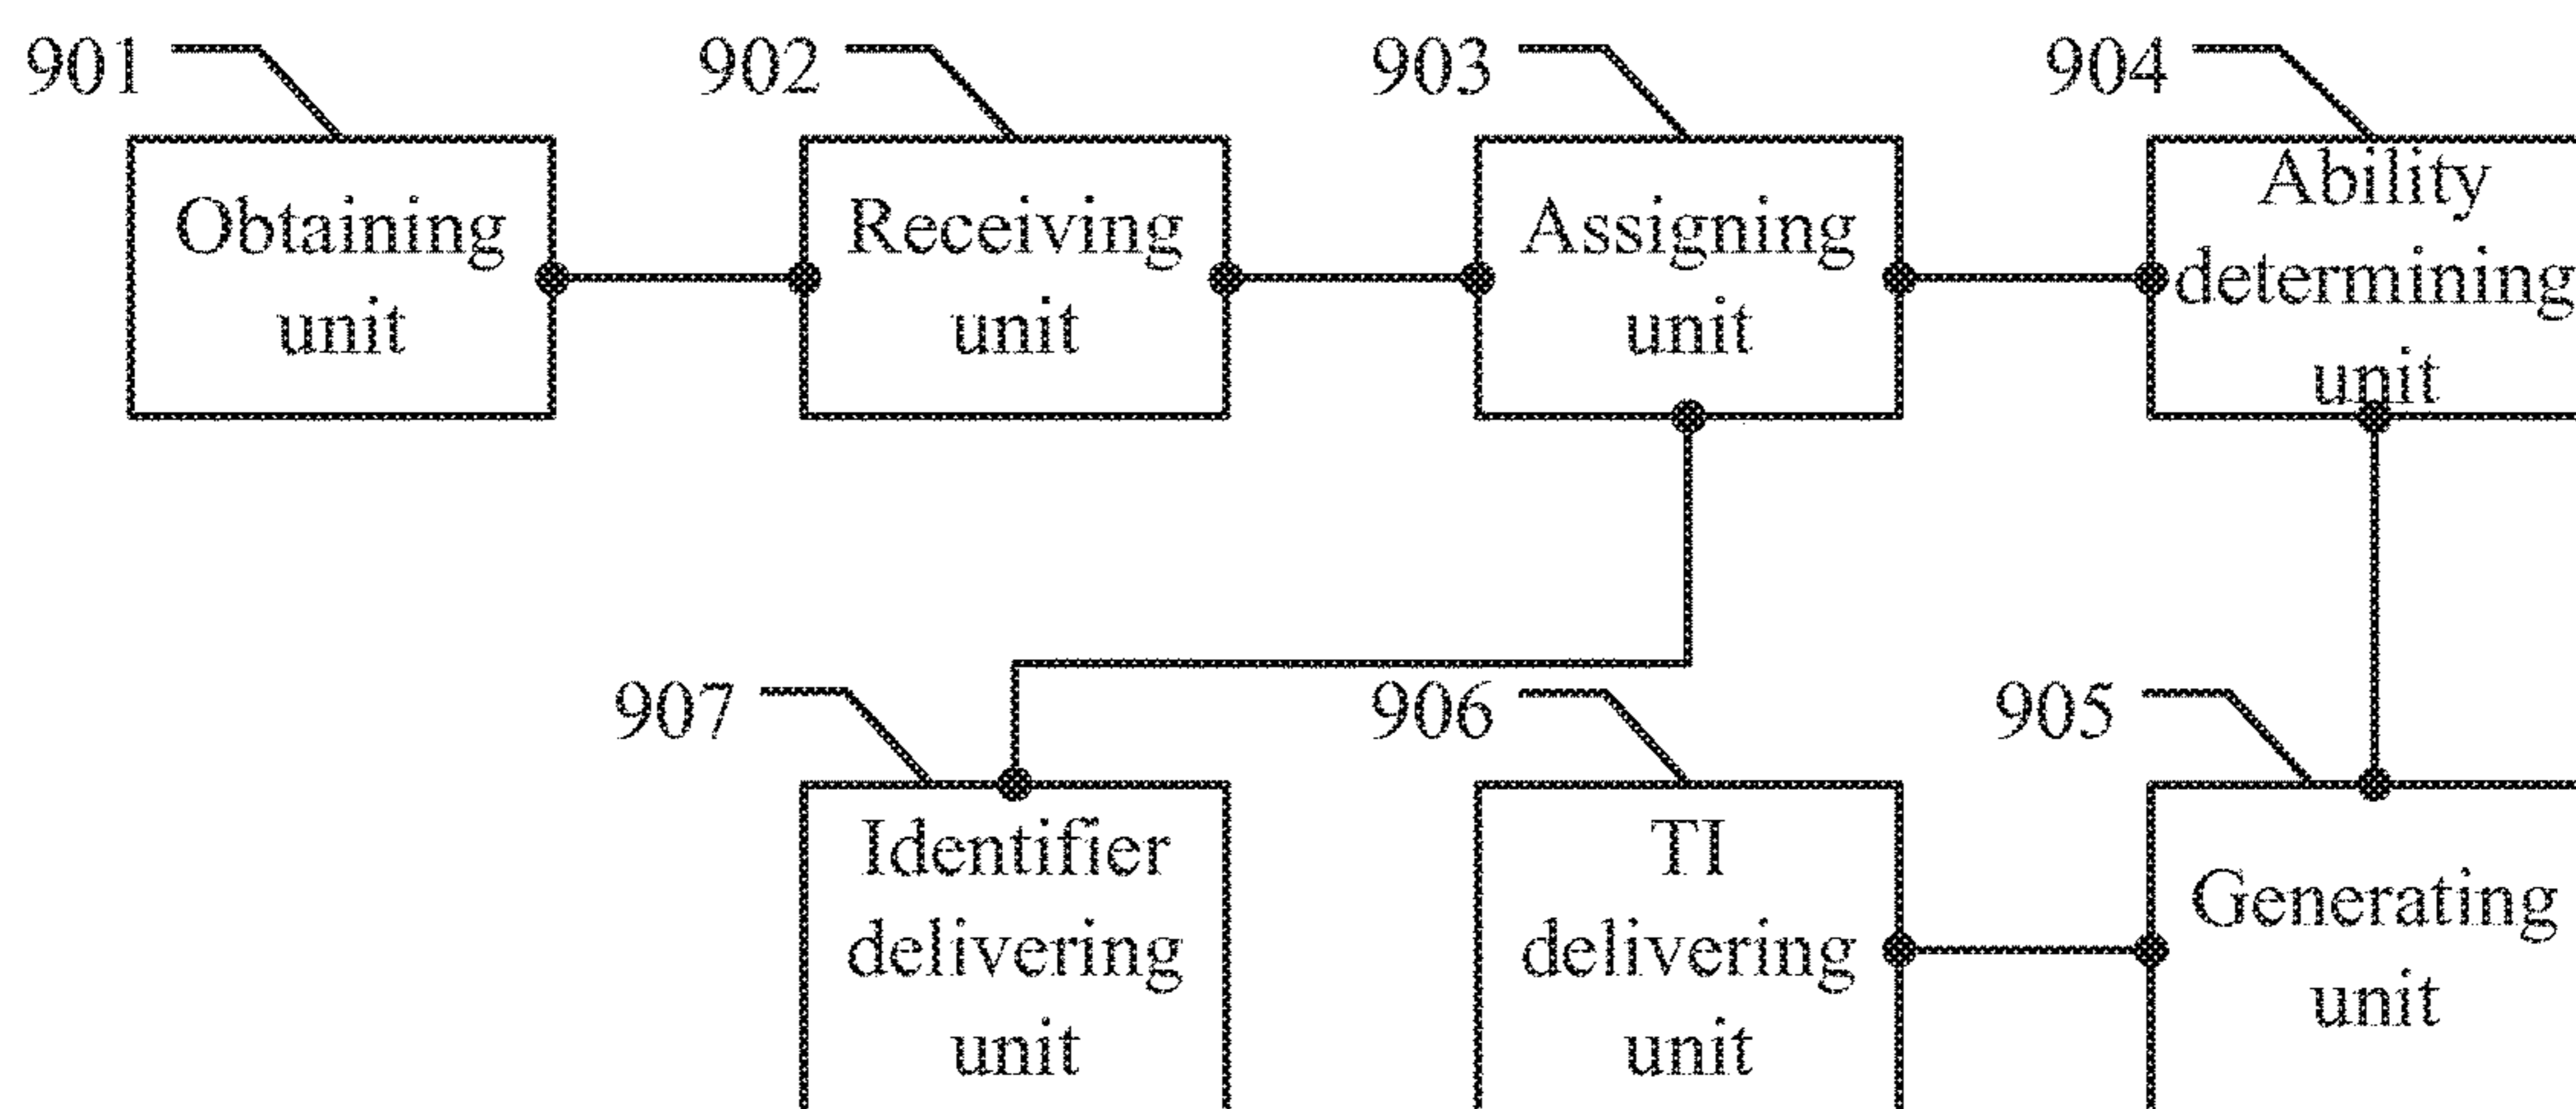 901
902
903
904
Obtaining
unit
Receiving
unit
Assigning
unit
Ability
determining
unit
907
906
905
Identifier
delivering
unit
TI
delivering
unit
Generating
unit